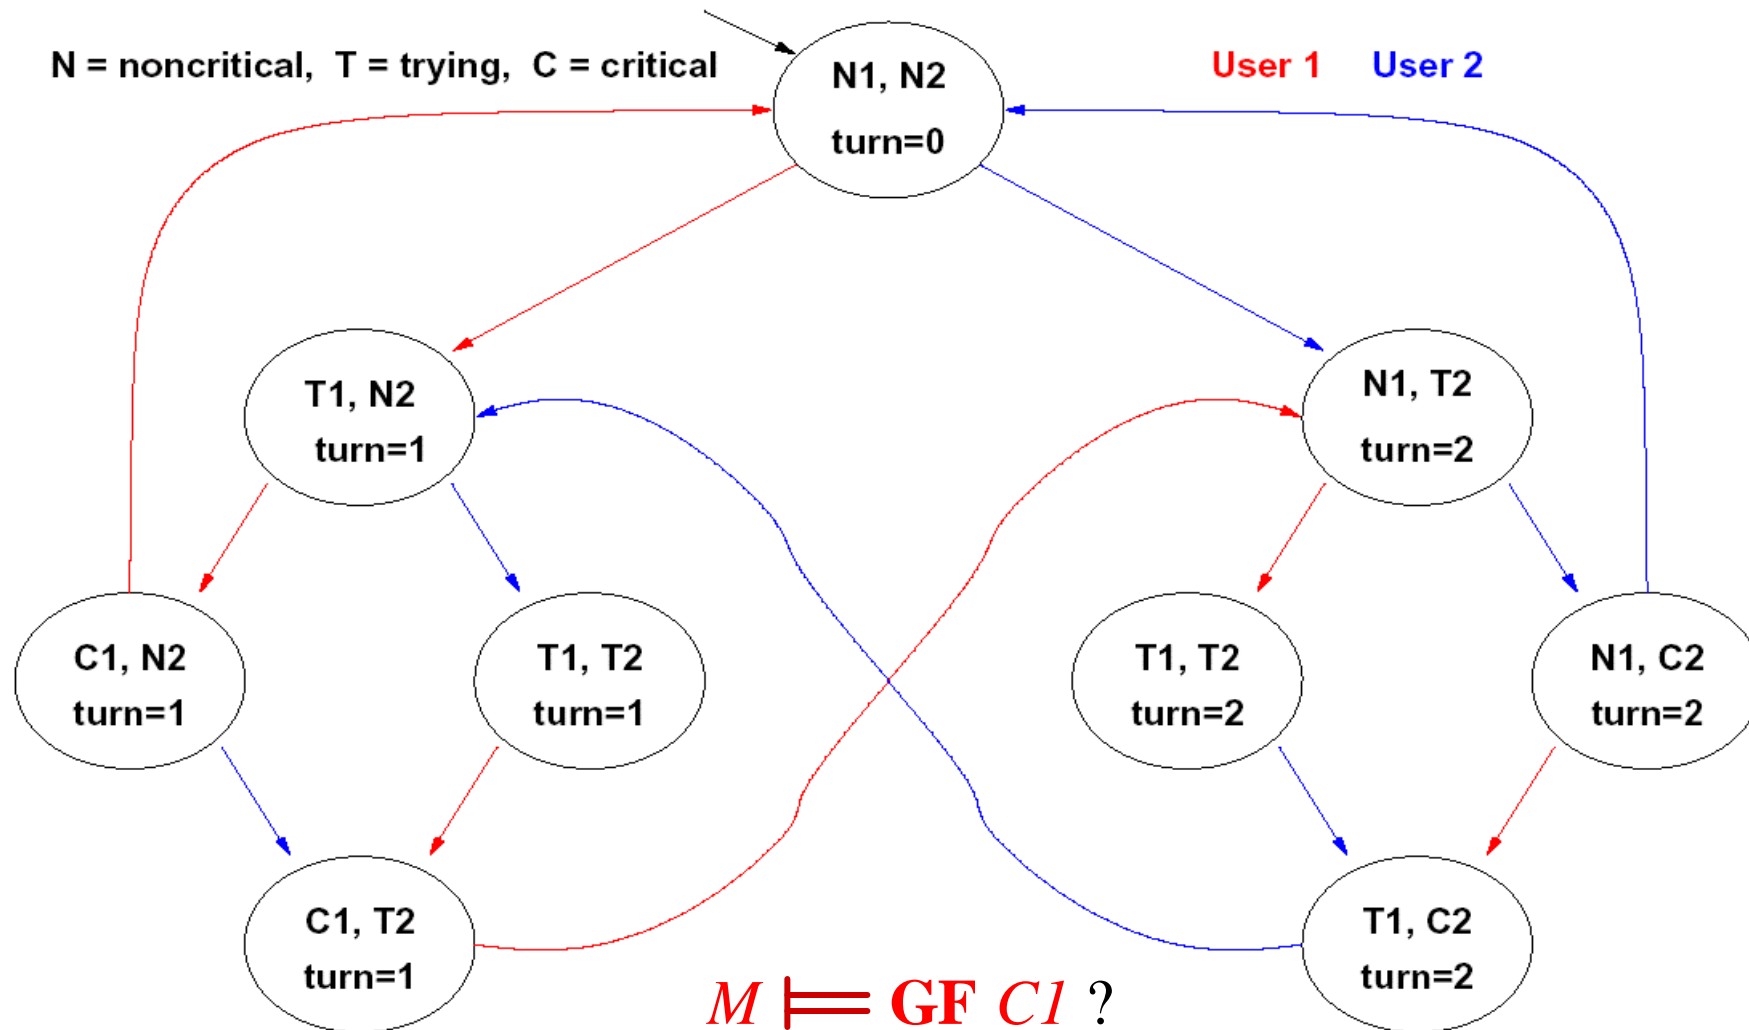 N = noncritical, T = trying, C = critical
User 1 User 2
N1, N2
turn=0
T1, N2
turn=1
N1, T2
turn=2
C1, N2
turn=1
T1, T2
turn=1
T1, T2
turn=2
N1, C2
turn=2
C1, T2
turn=1
T1, C2
turn=2
M ⊨ GF C1 ?